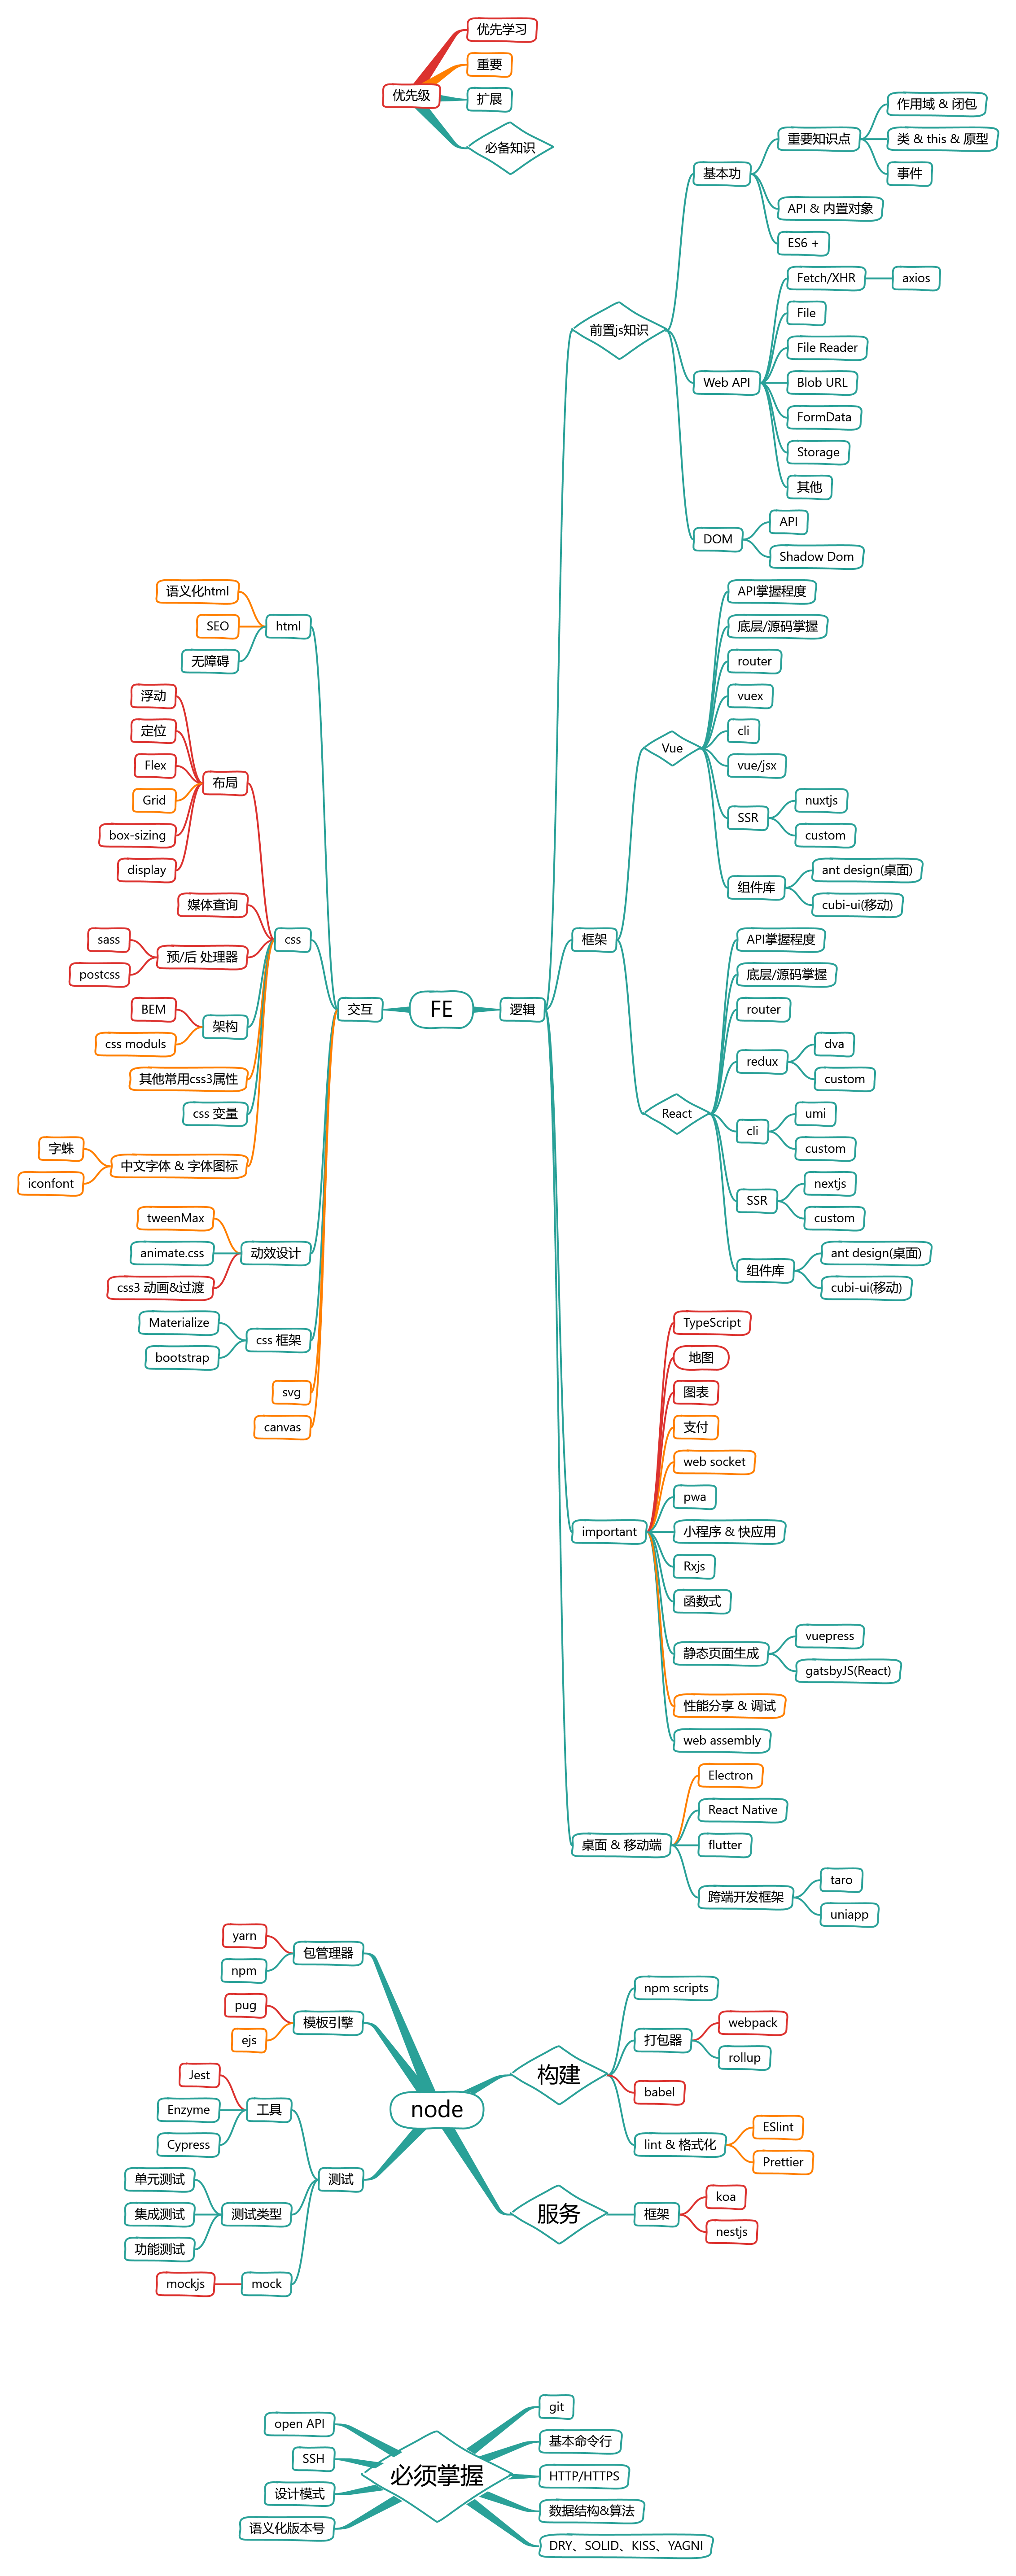 优先级
优先学习
重要
扩展
必备知识
FE
逻辑
前置js知识
基本功
重要知识点
作用域 & 闭包
类 & this & 原型
事件
API & 内置对象
ES6 +
Web API
Fetch/XHR
axios
File
File Reader
Blob URL
FormData
Storage
其他
DOM
API
Shadow Dom
框架
Vue
API掌握程度
底层/源码掌握
router
vuex
cli
vue/jsx
SSR
nuxtjs
custom
组件库
ant design(桌面)
cubi-ui(移动)
React
API掌握程度
底层/源码掌握
router
redux
dva
custom
cli
umi
custom
SSR
nextjs
custom
组件库
ant design(桌面)
cubi-ui(移动)
important
TypeScript
地图
图表
支付
web socket
pwa
小程序 & 快应用
Rxjs
函数式
静态页面生成
vuepress
gatsbyJS(React)
性能分享 & 调试
web assembly
桌面 & 移动端
Electron
React Native
flutter
跨端开发框架
taro
uniapp
交互
html
语义化html
SEO
无障碍
css
布局
浮动
定位
Flex
Grid
box-sizing
display
媒体查询
预/后 处理器
sass
postcss
架构
BEM
css moduls
其他常用css3属性
css 变量
中文字体 & 字体图标
字蛛
iconfont
动效设计
tweenMax
animate.css
css3 动画&过渡
css 框架
Materialize
bootstrap
svg
canvas
node
构建
npm scripts
打包器
webpack
rollup
babel
lint & 格式化
ESlint
Prettier
服务
框架
koa
nestjs
包管理器
yarn
npm
模板引擎
pug
ejs
测试
工具
Jest
Enzyme
Cypress
测试类型
单元测试
集成测试
功能测试
mock
mockjs
必须掌握
git
基本命令行
HTTP/HTTPS
数据结构&算法
DRY、SOLID、KISS、YAGNI
open API
SSH
设计模式
语义化版本号